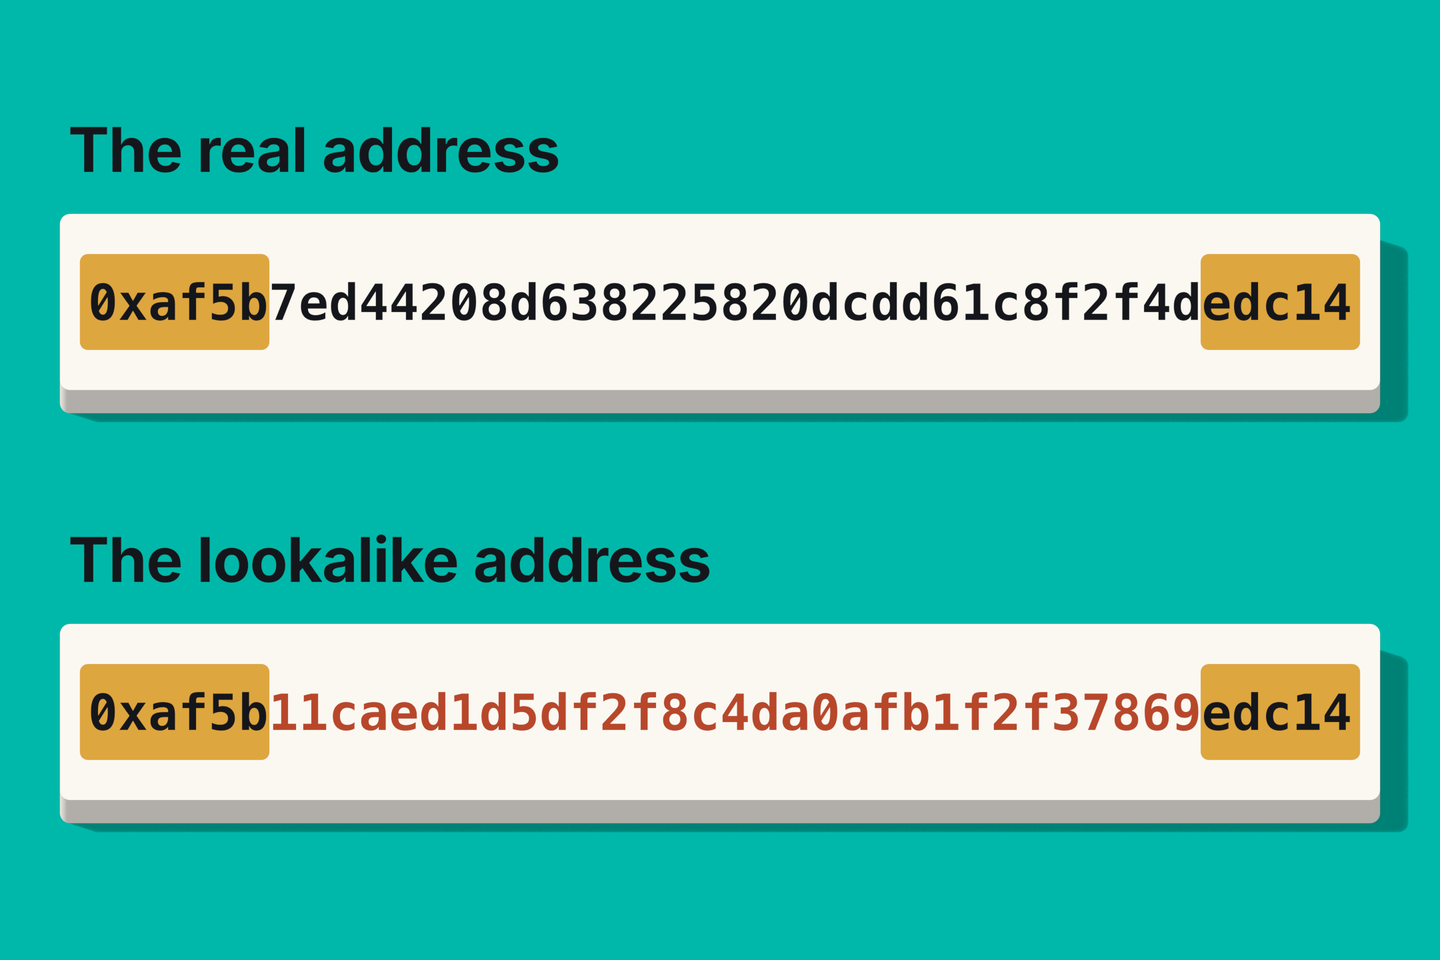 The real address
0xaf5b7ed44208d638225820dcdd61c8f2f4dedc14
The lookalike address
0xaf5b11caed1d5df2f8c4da0afb1f2f37869edc14